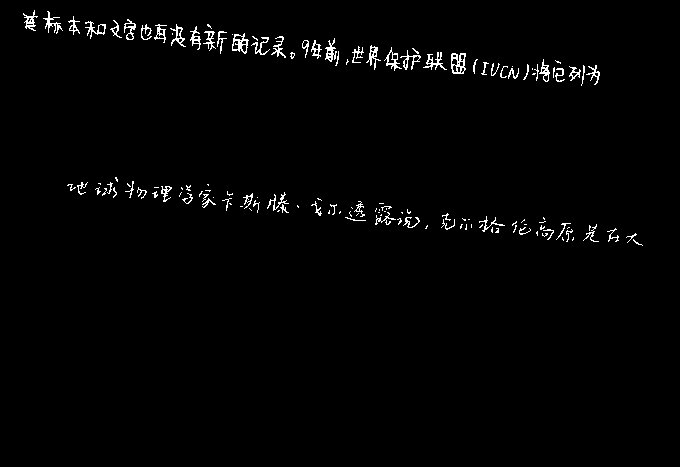 标本和文字也再没有新的记录。9年前,世界保护联盟(IUCN)将它列为
地球物理学家卡斯滕·戈尔透露说,克尔格伦高原是在大